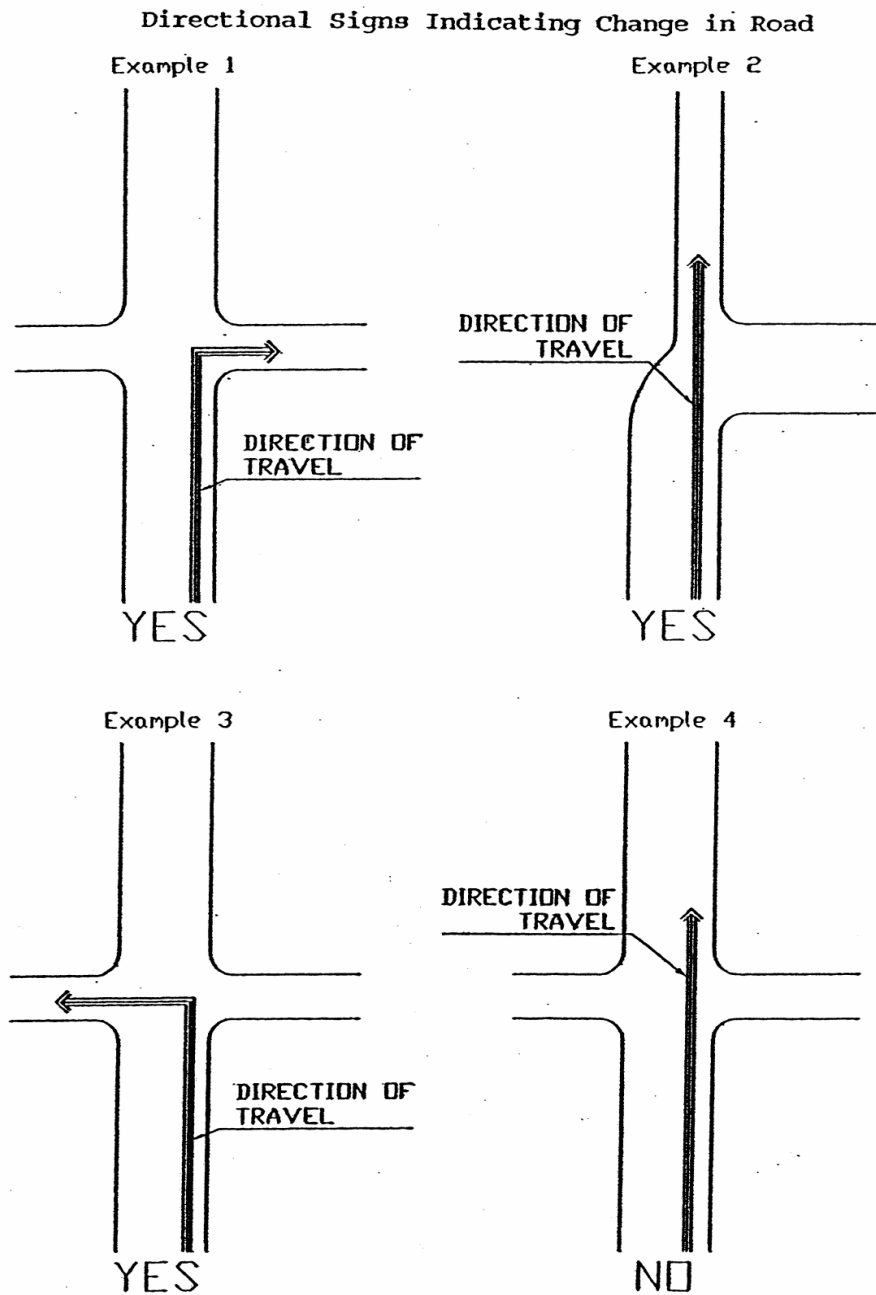 Directional Signs Indicating Change in Road
Example 1
DIRECTION OF
TRAVEL
YES
Example 2
DIRECTION OF
TRAVEL
YES
Example 3
DIRECTION OF
TRAVEL
YES
Example 4
DIRECTION OF
TRAVEL
NO